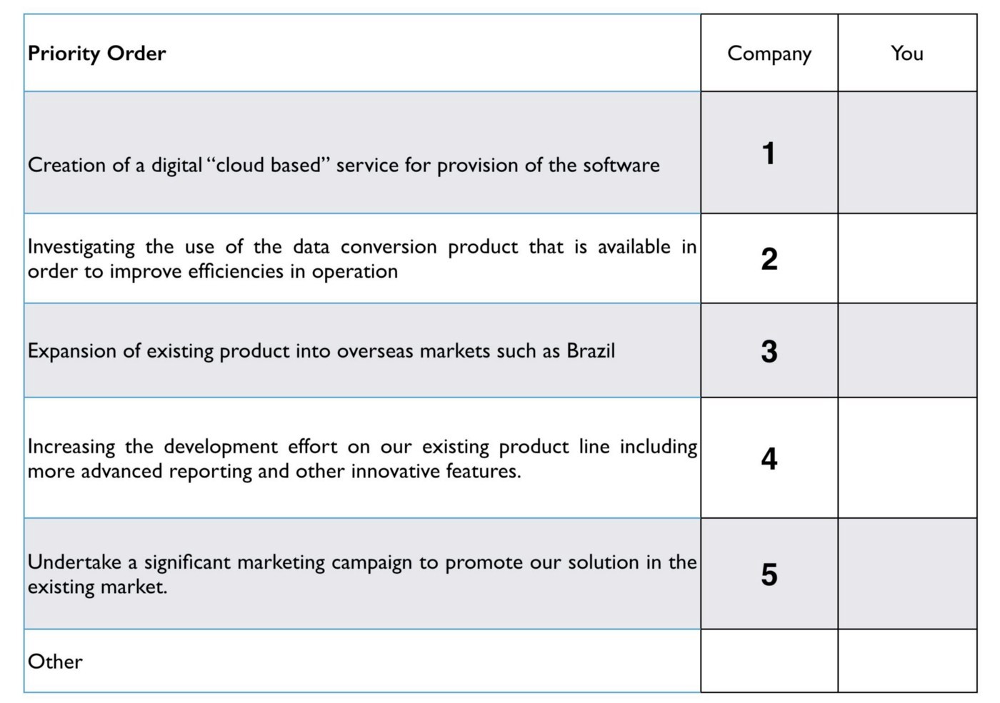 Priority Order
Company
You
Creation of a digital “cloud based” service for provision of the software
1
Investigating the use of the data conversion product that is available in
order to improve efficiencies in operation
2
Expansion of existing product into overseas markets such as Brazil
3
Increasing the development effort on our existing product line including
more advanced reporting and other innovative features.
4
Undertake a significant marketing campaign to promote our solution in the
existing market.
5
Other